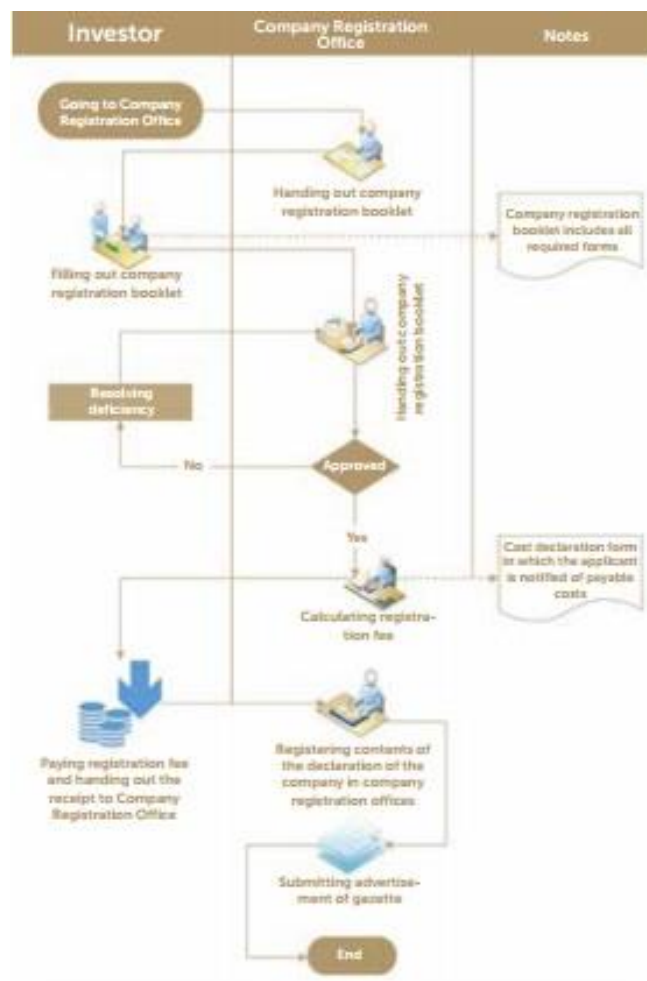 Investor
Company Registration
Office
Notes
Going to Company
Registration Office
Handing out company
registration booklet
Company registration
booklet includes all
required forms
Filling out company
registration booklet
Handing out company
registration booklet
Resolving
deficiency
No
Approved
Yes
Cost declaration form
in which the applicant
is notified of payable
costs
Calculating registra-
tion fee
Paying registration fee
and handing out the
receipt to Company
Registration Office
Registering contents of
the declaration of the
company in company
registration offices
Submitting advertise-
ment of gazette
End